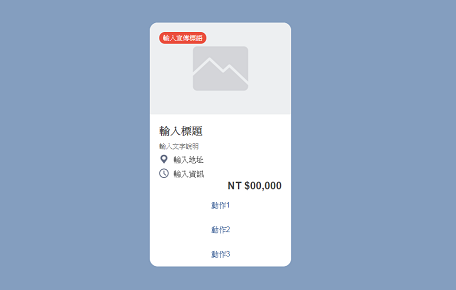 輸入宣傳標語
輸入標題
輸入文字說明
輸入地址
輸入資訊
NT $00,000
動作1
動作2
動作3